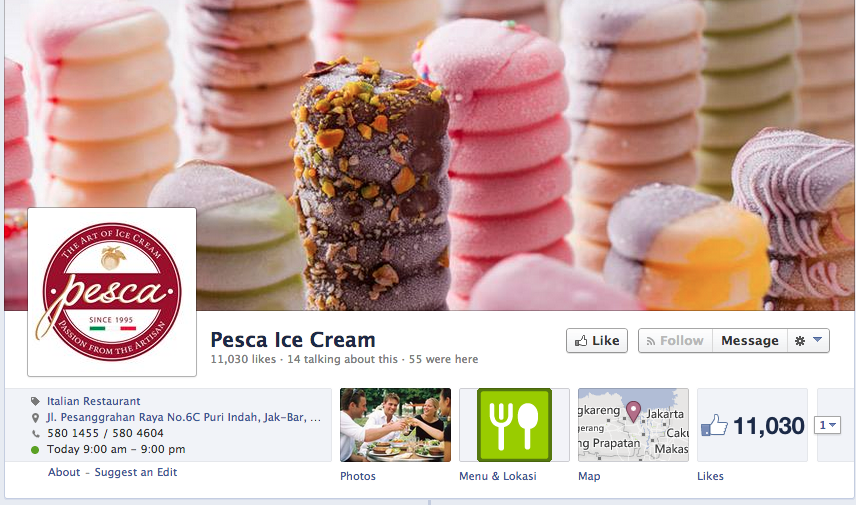 THE ART OF ICE CREAM
pesca
SINCE 1995
PASSION FROM THE ARTISAN
Pesca Ice Cream
11,030 likes · 14 talking about this · 55 were here
Like
Follow
Message
Italian Restaurant
Jl. Pesanggrahan Raya No.6C Puri Indah, Jak-Bar, ...
580 1455 / 580 4604
Today 9:00 am – 9:00 pm
About – Suggest an Edit
Photos
Menu & Lokasi
gkareng
Jakarta
erang
Caku
ng Prapatan
Makas
Map
11,030
Likes
1